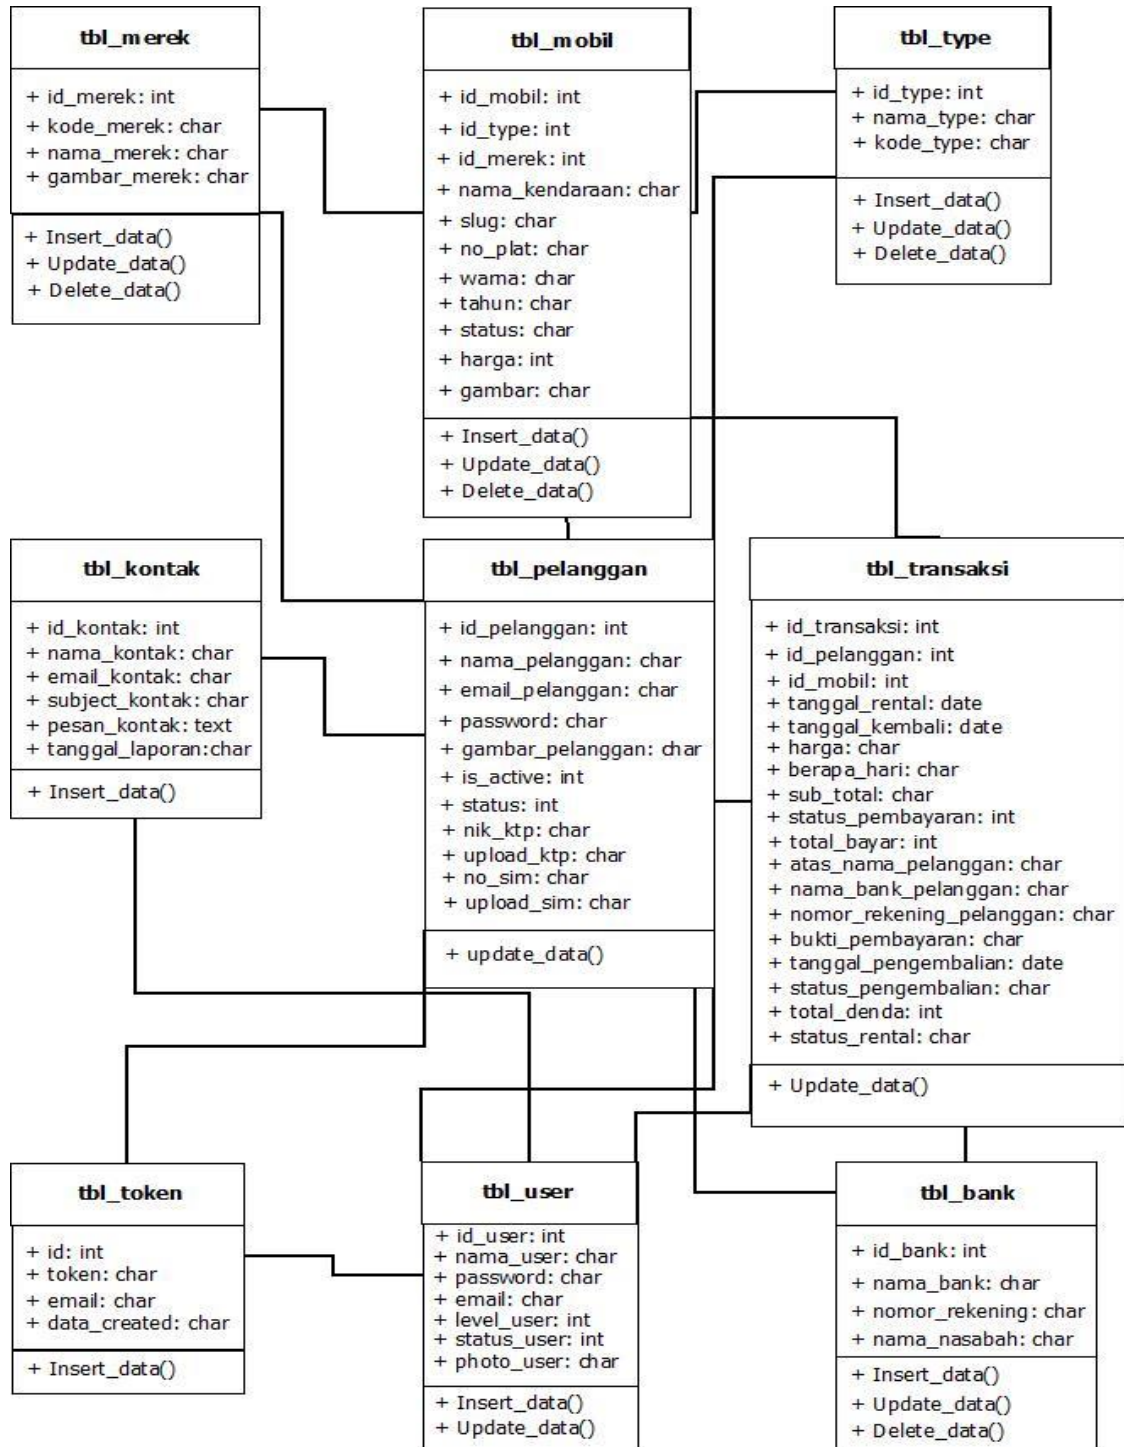 tbl_merek
+ id_merek: int
+ kode_merek: char
+ nama_merek: char
+ gambar_merek: char
+ Insert_data()
+ Update_data()
+ Delete_data()
tbl_mobil
+ id_mobil: int
+ id_type: int
+ id_merek: int
+ nama_kendaraan: char
+ slug: char
+ no_plat: char
+ warna: char
+ tahun: char
+ status: char
+ harga: int
+ gambar: char
+ Insert_data()
+ Update_data()
+ Delete_data()
tbl_type
+ id_type: int
+ nama_type: char
+ kode_type: char
+ Insert_data()
+ Update_data()
+ Delete_data()
tbl_kontak
+ id_kontak: int
+ nama_kontak: char
+ email_kontak: char
+ subject_kontak: char
+ pesan_kontak: text
+ tanggal_laporan:char
+ Insert_data()
tbl_pelanggan
+ id_pelanggan: int
+ nama_pelanggan: char
+ email_pelanggan: char
+ password: char
+ gambar_pelanggan: char
+ is_active: int
+ status: int
+ nik_ktp: char
+ upload_ktp: char
+ no_sim: char
+ upload_sim: char
+ update_data()
tbl_transaksi
+ id_transaksi: int
+ id_pelanggan: int
+ id_mobil: int
+ tanggal_rental: date
+ tanggal_kembali: date
+ harga: char
+ berapa_hari: char
+ sub_total: char
+ status_pembayaran: int
+ total_bayar: int
+ atas_nama_pelanggan: char
+ nama_bank_pelanggan: char
+ nomor_rekening_pelanggan: char
+ bukti_pembayaran: char
+ tanggal_pengembalian: date
+ status_pengembalian: char
+ total_denda: int
+ status_rental: char
+ Update_data()
tbl_token
+ id: int
+ token: char
+ email: char
+ data_created: char
+ Insert_data()
tbl_user
+ id_user: int
+ nama_user: char
+ password: char
+ email: char
+ level_user: int
+ status_user: int
+ photo_user: char
+ Insert_data()
+ Update_data()
tbl_bank
+ id_bank: int
+ nama_bank: char
+ nomor_rekening: char
+ nama_nasabah: char
+ Insert_data()
+ Update_data()
+ Delete_data()